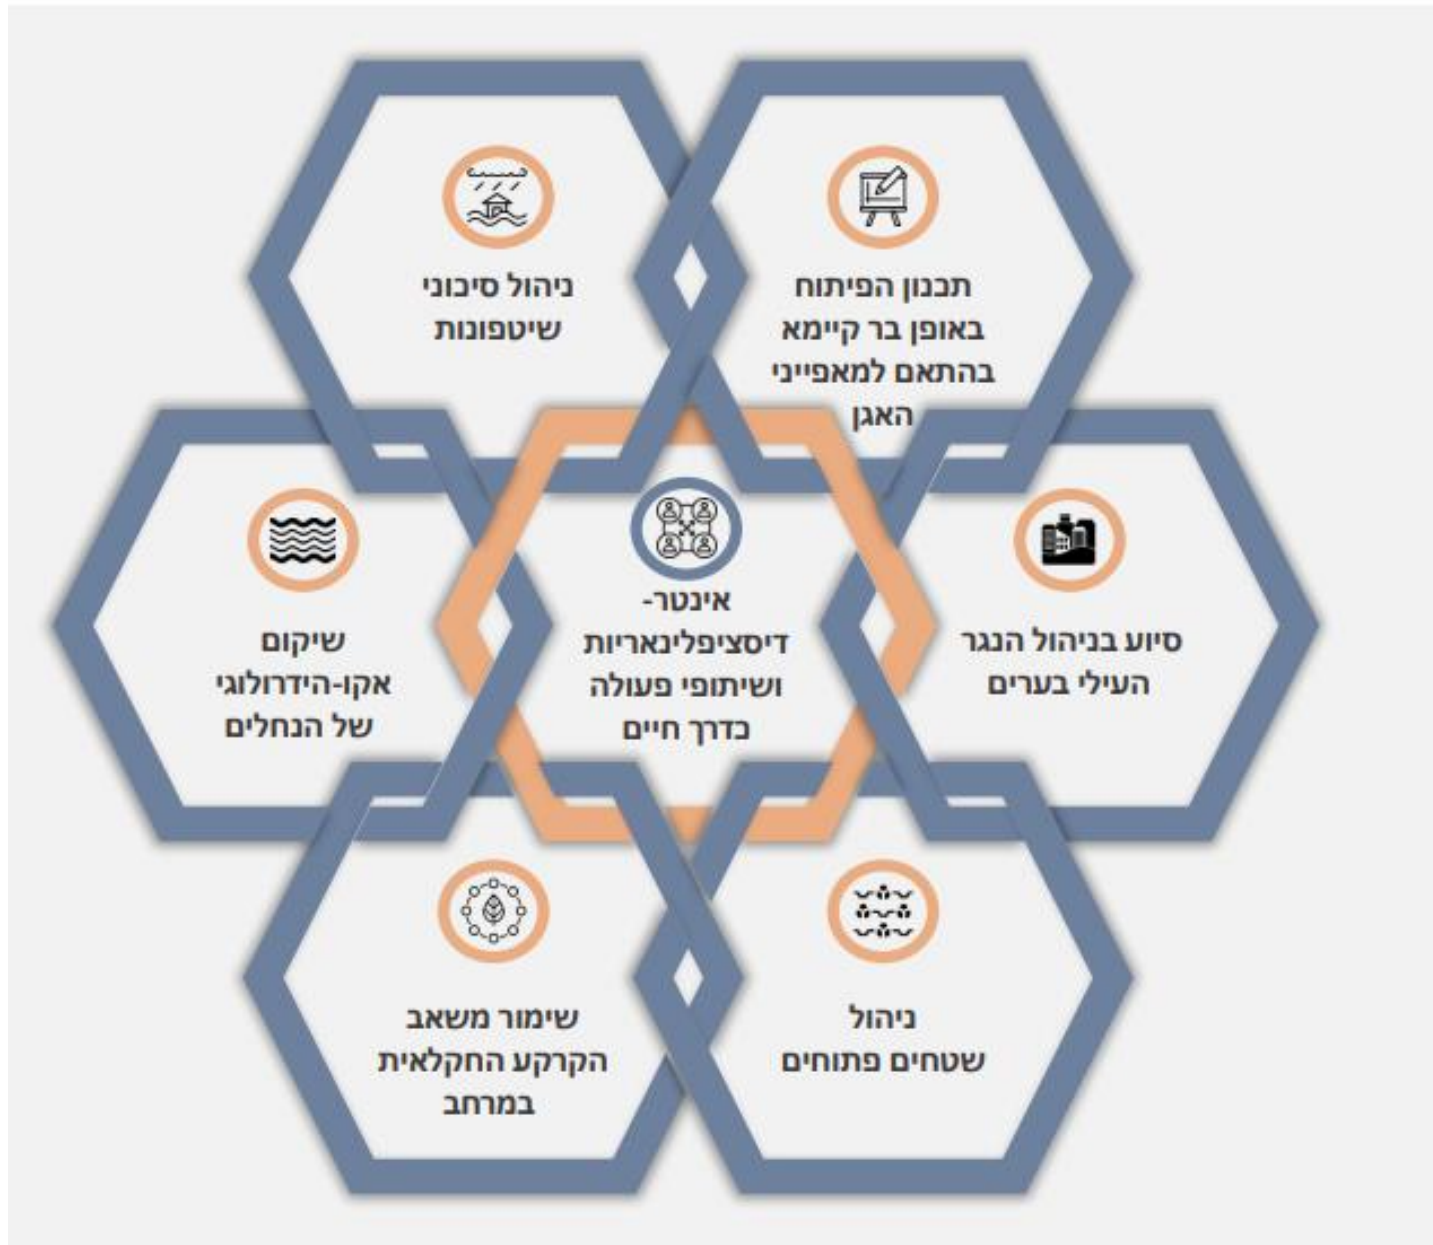 תכנון הפיתוח
באופן בר קיימא
בהתאם למאפייני
האגן
ניהול סיכוני
שיטפונות
סיוע בניהול הנגר
העילי בערים
אינטר-
דיסציפלינאריות
ושיתופי פעולה
כדרך חיים
שיקום
אקו-הידרולוגי
של הנחלים
ניהול
שטחים פתוחים
שימור משאב
הקרקע החקלאית
במרחב